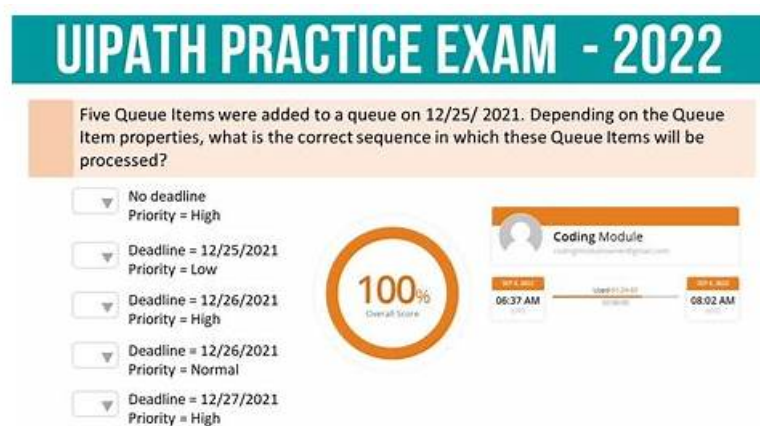 UIPATH PRACTICE EXAM - 2022
Five Queue Items were added to a queue on 12/25/ 2021. Depending on the Queue
Item properties, what is the correct sequence in which these Queue Items will be
processed?
No deadline
Priority = High
Deadline = 12/25/2021
Priority = Low
Deadline = 12/26/2021
Priority = High
Deadline = 12/26/2021
Priority = Normal
Deadline = 12/27/2021
Priority = High
100%
Overall Score
Coding Module
06:37 AM
08:02 AM